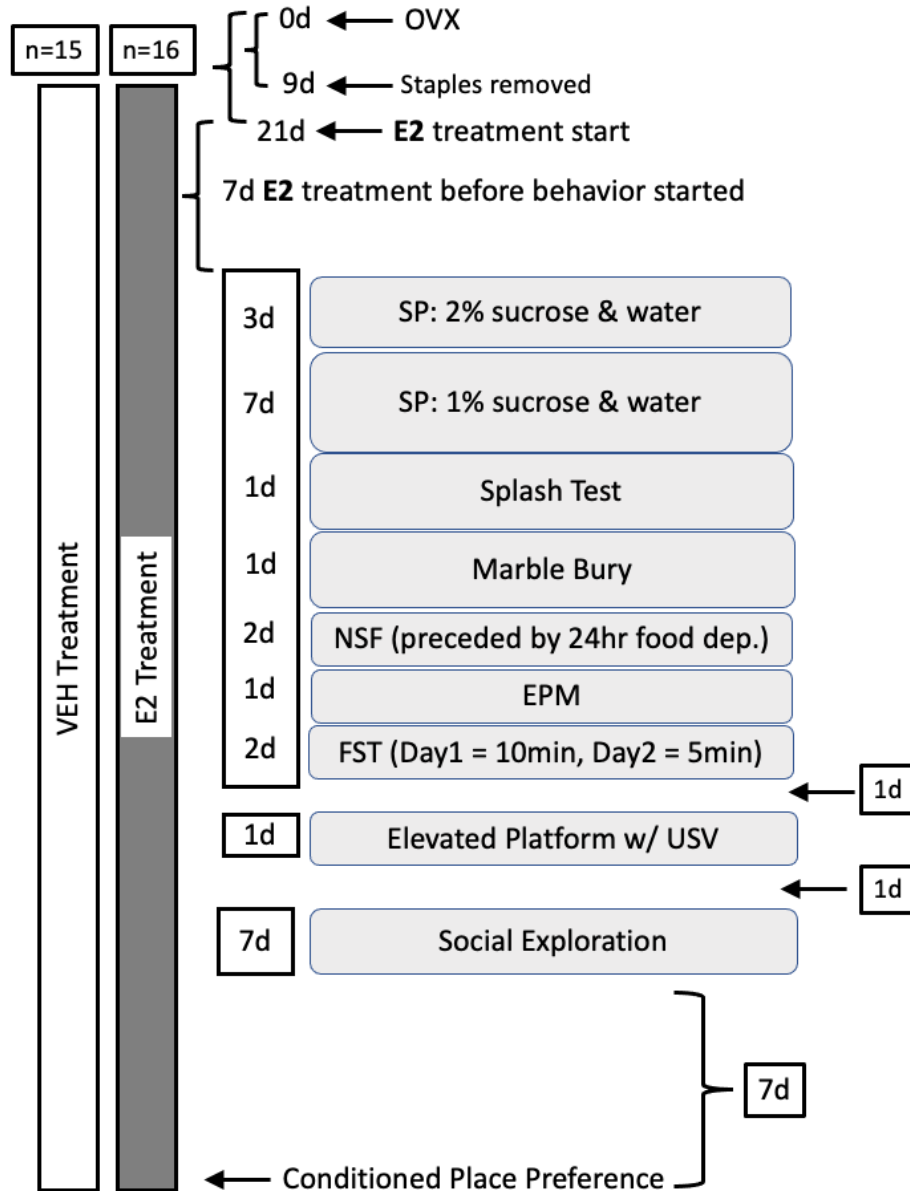 n=15
n=16
0d
OVX
9d
Staples removed
21d
E2 treatment start
7d E2 treatment before behavior started
3d
SP: 2% sucrose & water
7d
SP: 1% sucrose & water
1d
Splash Test
1d
Marble Bury
2d
NSF (preceded by 24hr food dep.)
1d
EPM
2d
FST (Day1 = 10min, Day2 = 5min)
1d
1d
Elevated Platform w/ USV
1d
7d
Social Exploration
7d
Conditioned Place Preference
VEH Treatment
E2 Treatment